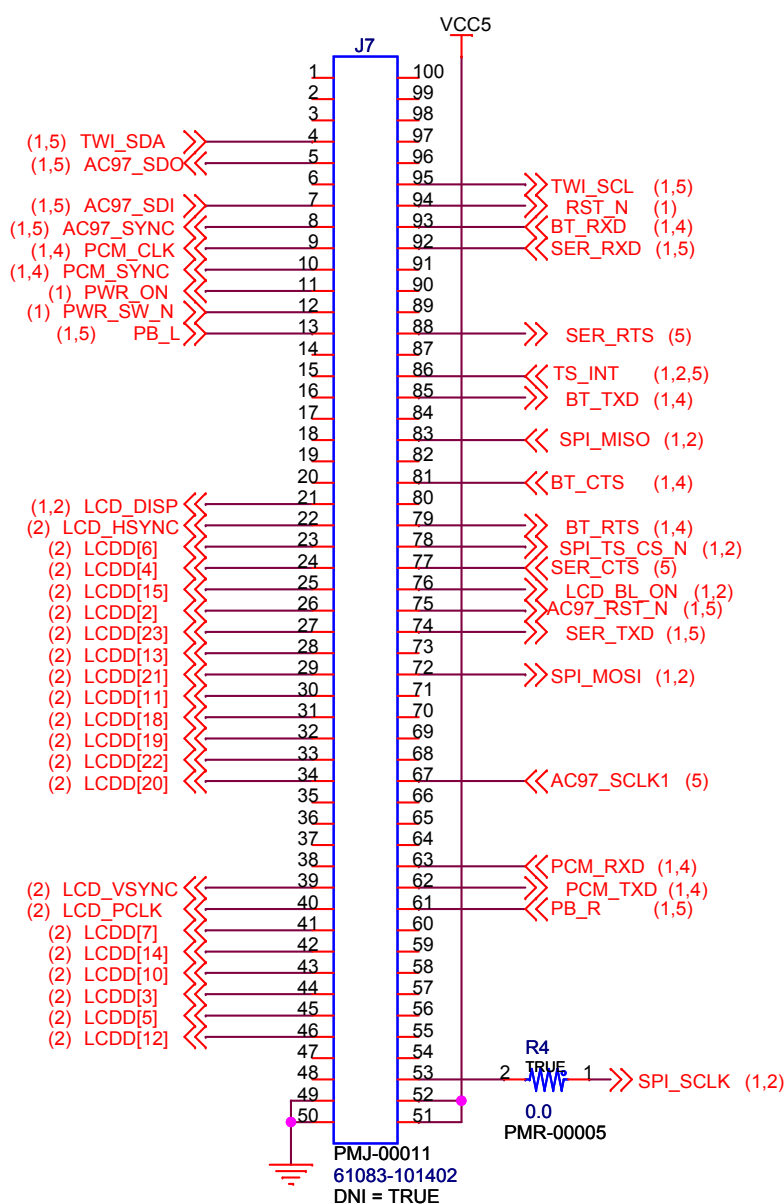 VCC5
J7
1 100
2 99
3 98
(1,5) TWI_SDA 4 97
(1,5) AC97_SDO 5 96
6 95 TWI_SCL (1,5)
(1,5) AC97_SDI 7 94 RST_N (1)
(1,5) AC97_SYNC 8 93 BT_RXD (1,4)
(1,4) PCM_CLK 9 92 SER_RXD (1,5)
(1,4) PCM_SYNC 10 91
(1) PWR_ON 11 90
(1) PWR_SW_N 12 89
(1,5) PB_L 13 88 SER_RTS (5)
14 87
15 86 TS_INT (1,2,5)
16 85 BT_TXD (1,4)
17 84
18 83 SPI_MISO (1,2)
19 82
20 81 BT_CTS (1,4)
(1,2) LCD_DISP 21 80
(2) LCD_HSYNC 22 79 BT_RTS (1,4)
(2) LCDD[6] 23 78 SPI_TS_CS_N (1,2)
(2) LCDD[4] 24 77 SER_CTS (5)
(2) LCDD[15] 25 76 LCD_BL_ON (1,2)
(2) LCDD[2] 26 75 AC97_RST_N (1,5)
(2) LCDD[23] 27 74 SER_TXD (1,5)
(2) LCDD[13] 28 73
(2) LCDD[21] 29 72 SPI_MOSI (1,2)
(2) LCDD[11] 30 71
(2) LCDD[18] 31 70
(2) LCDD[19] 32 69
(2) LCDD[22] 33 68
(2) LCDD[20] 34 67 AC97_SCLK1 (5)
35 66
36 65
37 64
38 63 PCM_RXD (1,4)
(2) LCD_VSYNC 39 62 PCM_TXD (1,4)
(2) LCD_PCLK 40 61 PB_R (1,5)
(2) LCDD[7] 41 60
(2) LCDD[14] 42 59
(2) LCDD[10] 43 58
(2) LCDD[3] 44 57
(2) LCDD[5] 45 56
(2) LCDD[12] 46 55
47 54
R4
TRUE
48 53 2 1 SPI_SCLK (1,2)
49 52
0.0
50 51
PMR-00005
PMJ-00011
61083-101402
DNI = TRUE